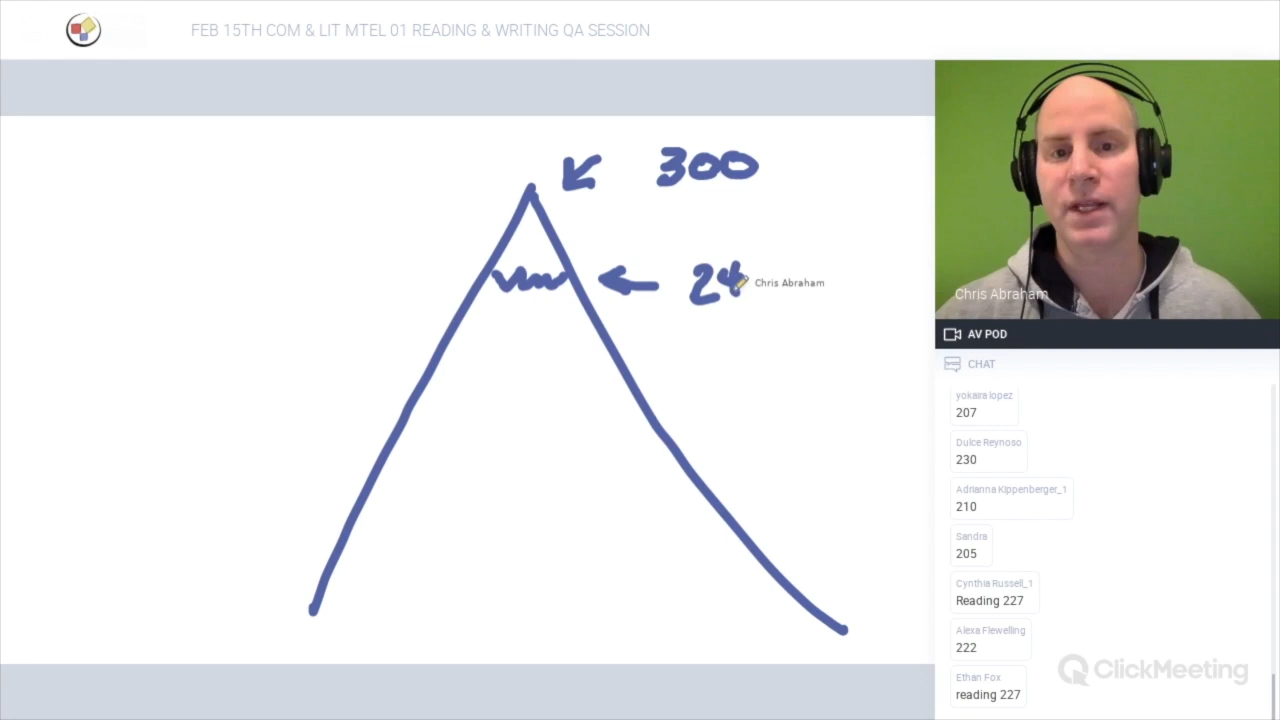 FEB 15TH COM & LIT MTEL 01 READING & WRITING QA SESSION
300
24
Chris Abraham
Chris Abraham
AV POD
CHAT
yokaira lopez
207
Dulce Reynoso
230
Adrianna Kippenberger_1
210
Sandra
205
Cynthia Russell_1
Reading 227
Alexa Flewelling
222
Ethan Fox
reading 227
ClickMeeting